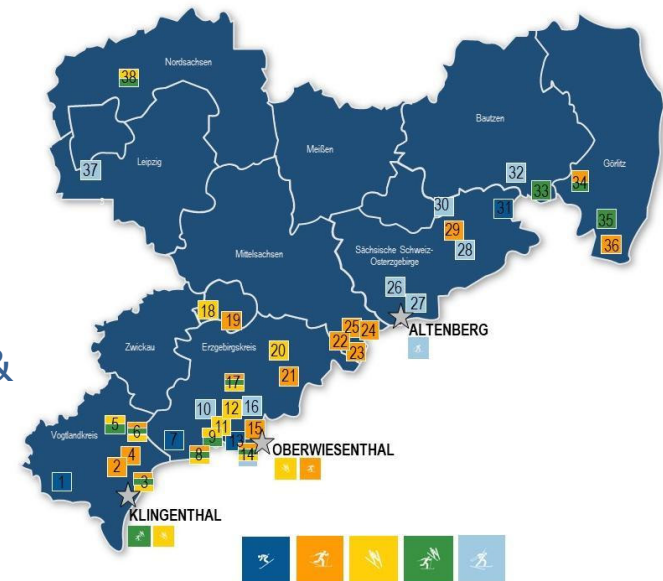 Nordsachsen
38
Leipzig
37
Meißen
Bautzen
32
33
34
Görlitz
35
36
30
31
29
28
Sächsische Schweiz-
Osterzgebirge
26
27
ALTENBERG
Mittelsachsen
18
19
25
24
22
23
Zwickau
Erzgebirgskreis
20
21
17
10
12
16
11
15
9
13
14
8
7
OBERWIESENTHAL
&
Vogtlandkreis
5
6
4
2
3
1
KLINGENTHAL